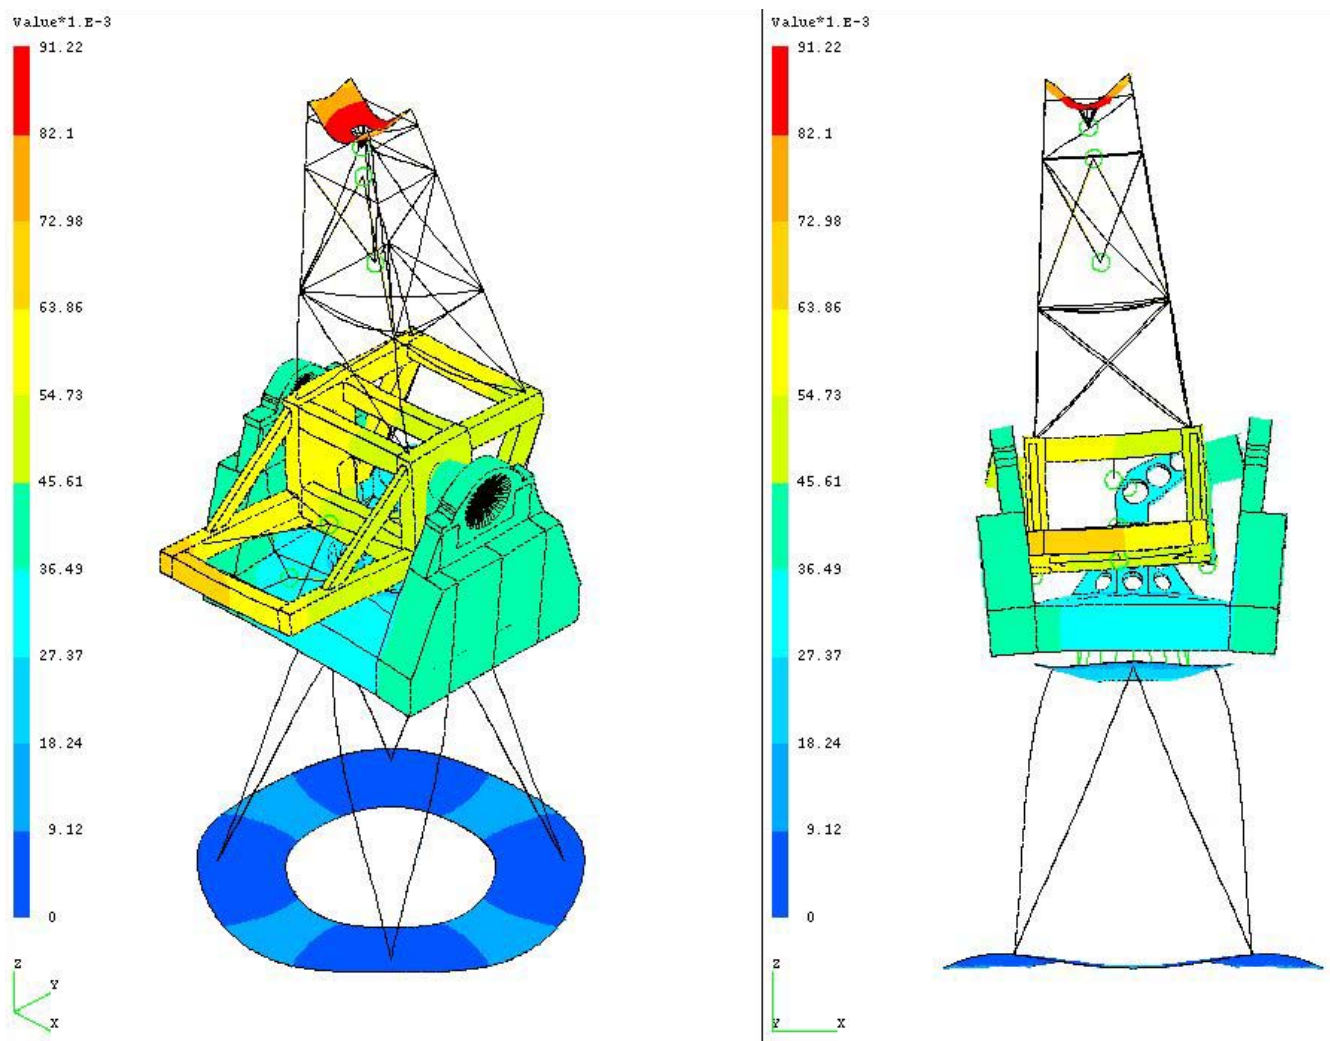 Value*1.E-3
91.22
82.1
72.98
63.86
54.73
45.61
36.49
27.37
18.24
9.12
0
Z
Y
X
Value*1.E-3
91.22
82.1
72.98
63.86
54.73
45.61
36.49
27.37
18.24
9.12
0
Z
Y
X